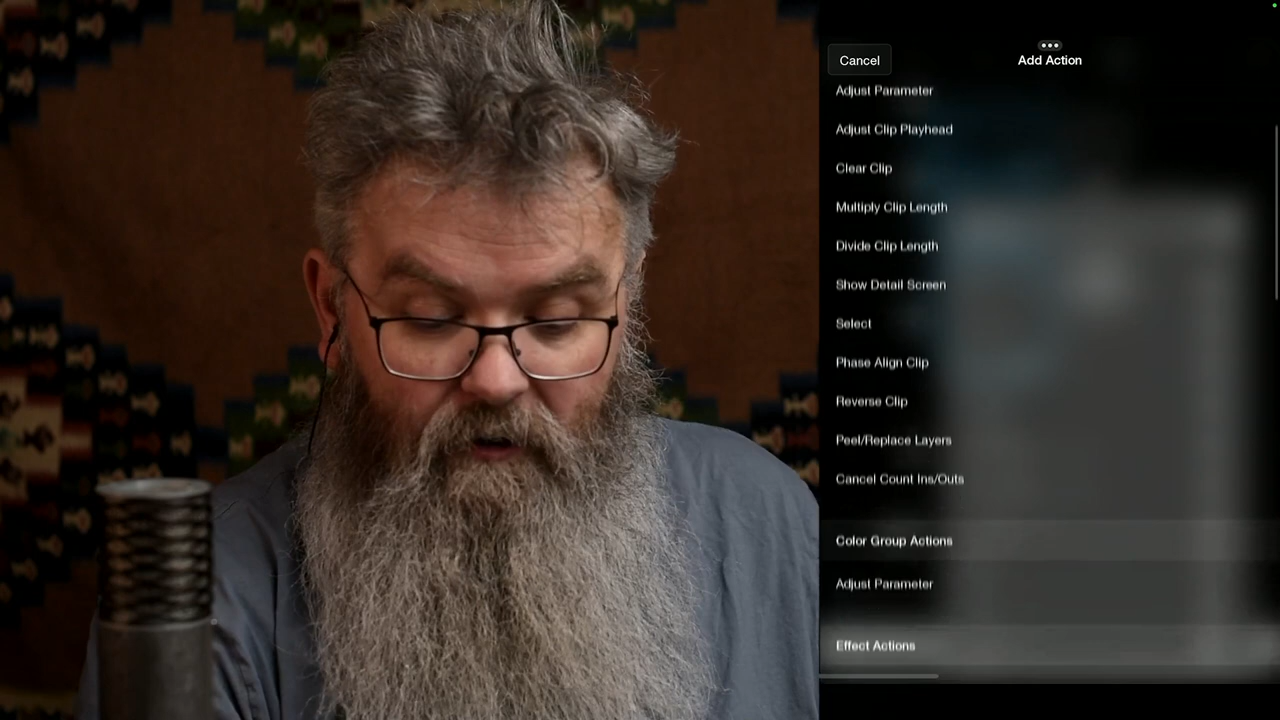 Cancel
Add Action
Adjust Parameter
Adjust Clip Playhead
Clear Clip
Multiply Clip Length
Divide Clip Length
Show Detail Screen
Select
Phase Align Clip
Reverse Clip
Peel/Replace Layers
Cancel Count Ins/Outs
Color Group Actions
Adjust Parameter
Effect Actions